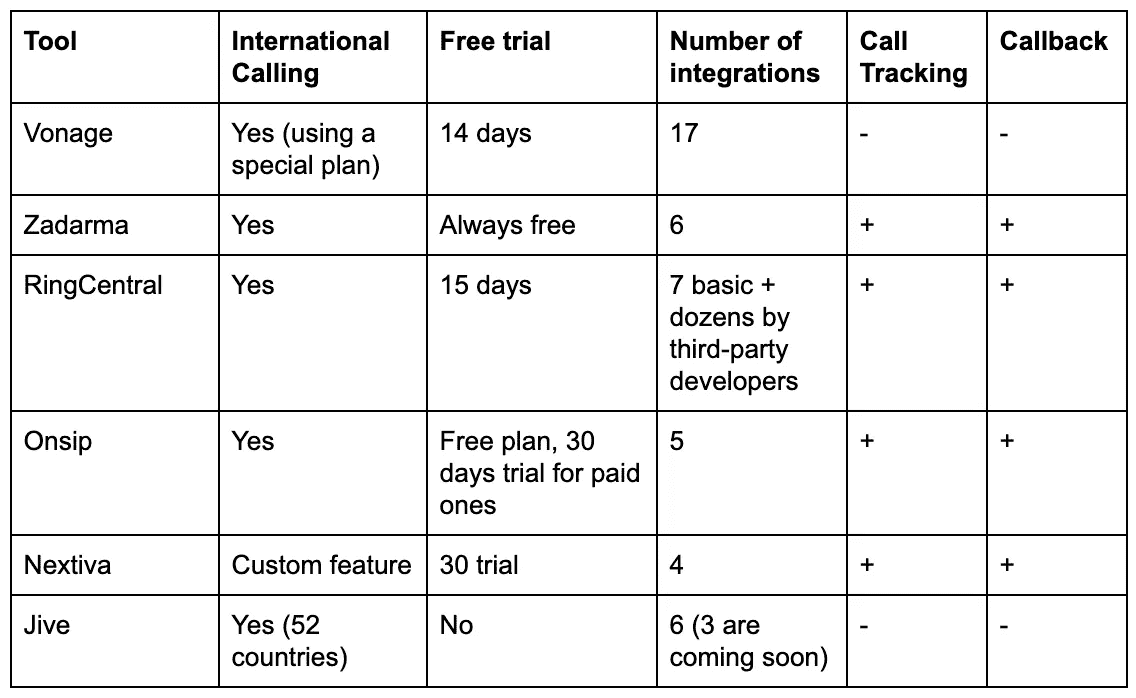 Tool
International
Calling
Free trial
Number of
integrations
Call
Tracking
Callback
Vonage
Yes (using a
special plan)
14 days
17
-
-
Zadarma
Yes
Always free
6
+
+
RingCentral
Yes
15 days
7 basic +
dozens by
third-party
developers
+
+
Onsip
Yes
Free plan, 30
days trial for paid
ones
5
+
+
Nextiva
Custom feature
30 trial
4
+
+
Jive
Yes (52
countries)
No
6 (3 are
coming soon)
-
-